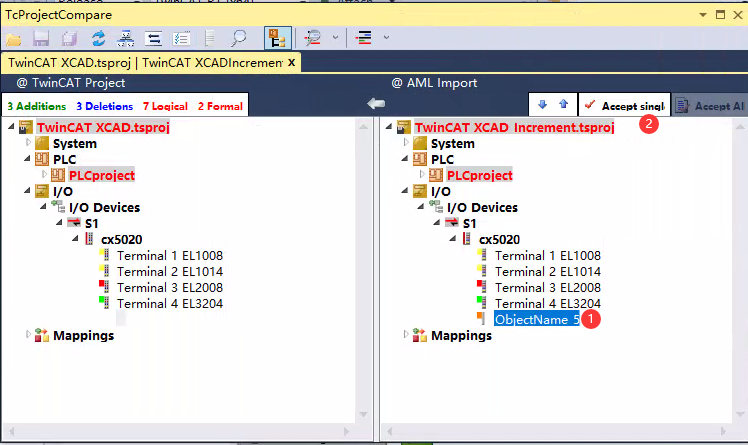 TcProjectCompare
TwinCAT XCAD.tsproj | TwinCAT XCADIncremen X
@ TwinCAT Project
@ AML Import
3 Additions 3 Deletions 7 Logical 2 Formal
Accept singl
Accept Al
2
TwinCAT XCAD.tsproj
System
PLC
PLCproject
I/O
I/O Devices
S1
cx5020
Terminal 1 EL1008
Terminal 2 EL1014
Terminal 3 EL2008
Terminal 4 EL3204
Mappings
TwinCAT XCAD Increment.tsproj
System
PLC
PLCproject
I/O
I/O Devices
S1
cx5020
Terminal 1 EL1008
Terminal 2 EL1014
Terminal 3 EL2008
Terminal 4 EL3204
ObjectName 5
1
Mappings